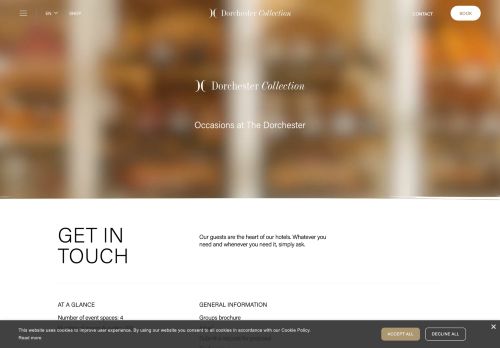 EN SHOP Dorchester Collection CONTACT BOOK
Dorchester Collection
Occasions at The Dorchester
GET IN
TOUCH
Our guests are the heart of our hotels. Whatever you
need and whenever you need it, simply ask.
AT A GLANCE
Number of event spaces: 4
GENERAL INFORMATION
Groups brochure
This website uses cookies to improve user experience. By using our website you consent to all cookies in accordance with our Cookie Policy.
Read more
ACCEPT ALL
DECLINE ALL